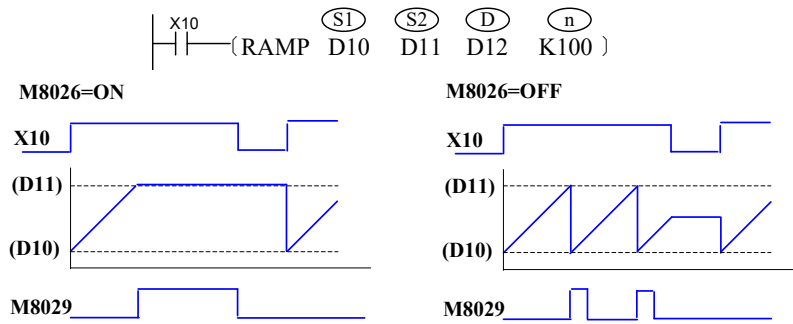 X10 S1 S2 D n
(RAMP D10 D11 D12 K100 )
M8026=ON
X10
(D11)
(D10)
M8029
M8026=OFF
X10
(D11)
(D10)
M8029